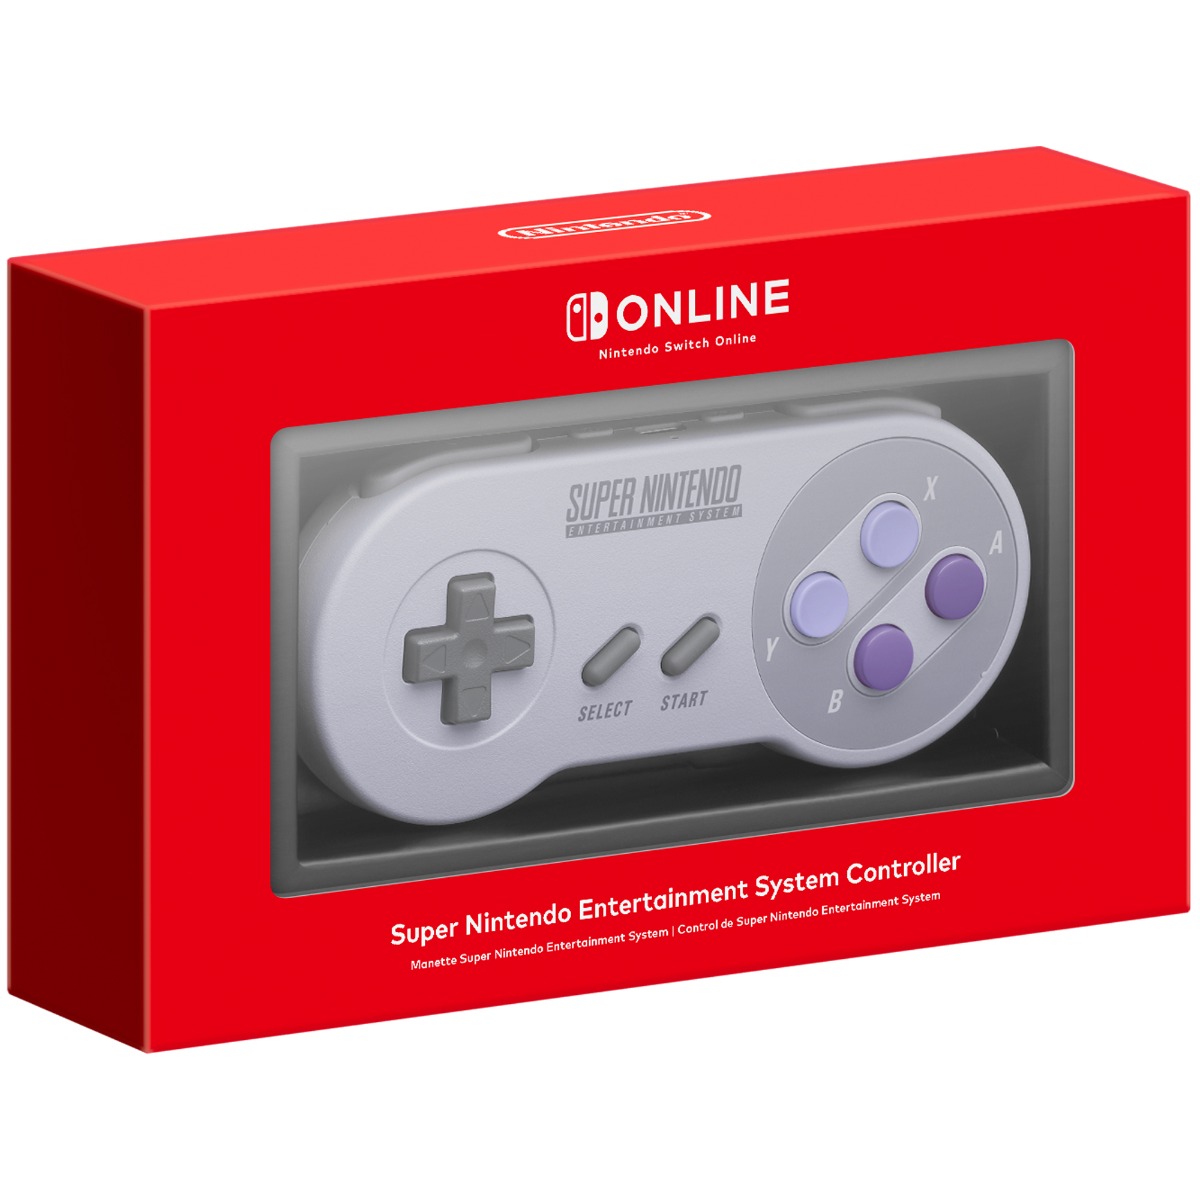 Nintendo
ONLINE
Nintendo Switch Online
SUPER NINTENDO
ENTERTAINMENT SYSTEM
X
A
Y
B
SELECT
START
Super Nintendo Entertainment System Controller
Manette Super Nintendo Entertainment System | Control de Super Nintendo Entertainment System